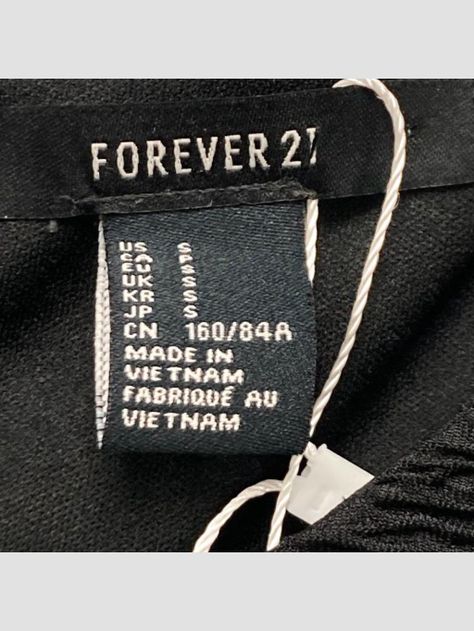 FOREVER 21
US S
CA P
EU S
UK S
KR S
JP S
CN 160/84A
MADE IN
VIETNAM
FABRIQUÉ AU
VIETNAM